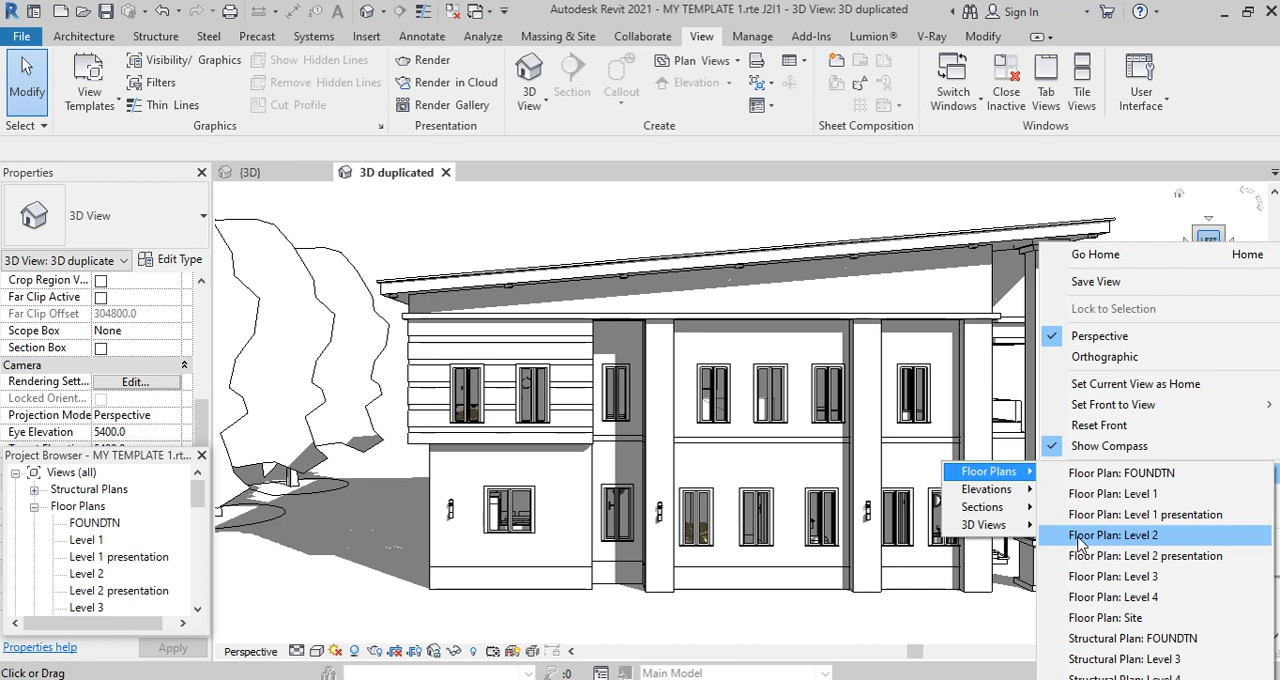 Autodesk Revit 2021 - MY TEMPLATE 1.rte J2I1 - 3D View: 3D duplicated
Sign In
File Architecture Structure Steel Precast Systems Insert Annotate Analyze Massing & Site Collaborate View Manage Add-Ins Lumion® V-Ray Modify
Modify
Select
View
Templates
Visibility/ Graphics
Filters
Thin Lines
Show Hidden Lines
Remove Hidden Lines
Cut Profile
Graphics
Render
Render in Cloud
Render Gallery
Presentation
3D
View
Section
Callout
Plan Views
Elevation
Create
Sheet Composition
Switch
Windows
Close
Inactive
Tab
Views
Tile
Views
Windows
User
Interface
Properties
{3D}
3D duplicated
3D View
3D View: 3D duplicate
Edit Type
Crop Region V...
Far Clip Active
Far Clip Offset 304800.0
Scope Box None
Section Box
Camera
Rendering Sett... Edit...
Locked Orient...
Projection Mode Perspective
Eye Elevation 5400.0
Project Browser - MY TEMPLATE 1.rt...
Views (all)
Structural Plans
Floor Plans
FOUNDTN
Level 1
Level 1 presentation
Level 2
Level 2 presentation
Level 3
Properties help
Apply
LEFT
Go Home Home
Save View
Lock to Selection
Perspective
Orthographic
Set Current View as Home
Set Front to View
Reset Front
Show Compass
Floor Plans
Elevations
Sections
3D Views
Floor Plan: FOUNDTN
Floor Plan: Level 1
Floor Plan: Level 1 presentation
Floor Plan: Level 2
Floor Plan: Level 2 presentation
Floor Plan: Level 3
Floor Plan: Level 4
Floor Plan: Site
Structural Plan: FOUNDTN
Structural Plan: Level 3
Structural Plan: Level 4
Perspective
Click or Drag
:0
Main Model